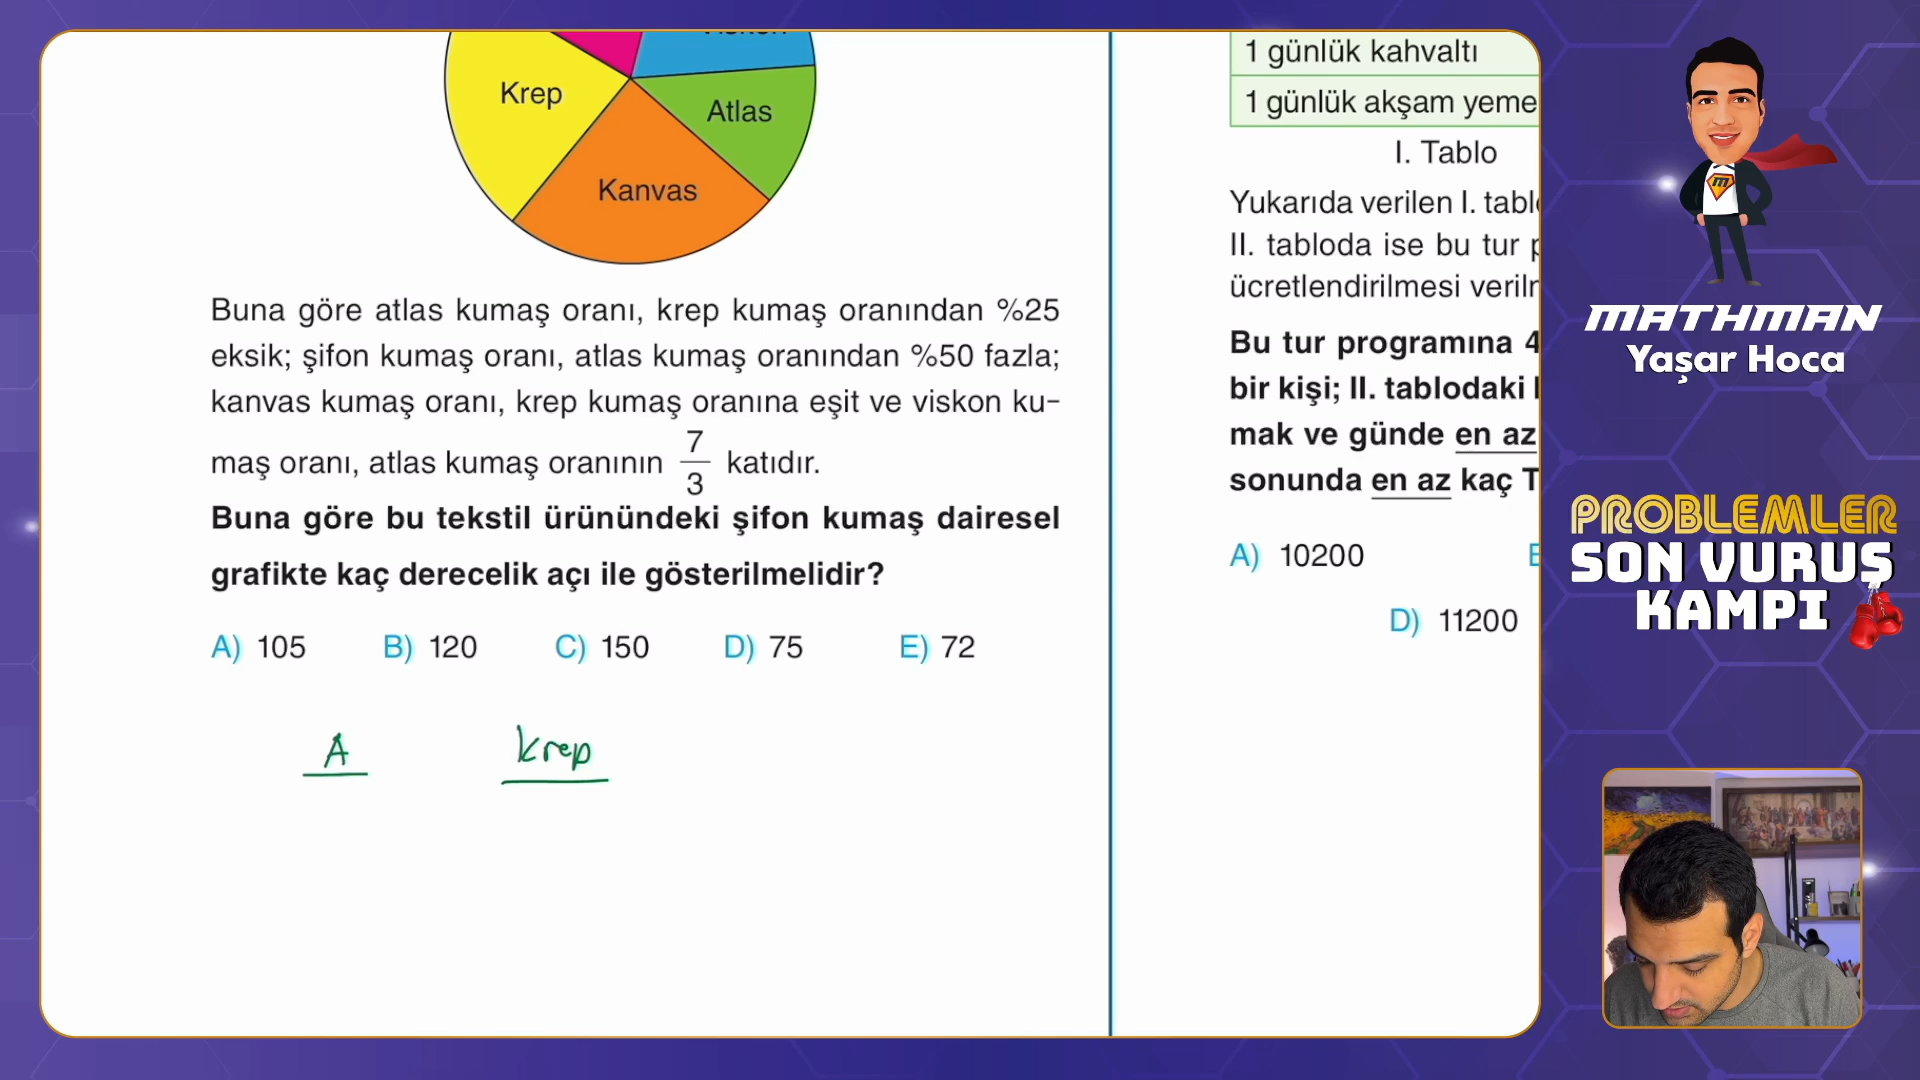 Krep
Atlas
Kanvas
Buna göre atlas kumaş oranı, krep kumaş oranından %25
eksik; şifon kumaş oranı, atlas kumaş oranından %50 fazla;
kanvas kumaş oranı, krep kumaş oranına eşit ve viskon ku-
maş oranı, atlas kumaş oranının 7/3 katıdır.
Buna göre bu tekstil ürünündeki şifon kumaş dairesel
grafikte kaç derecelik açı ile gösterilmelidir?
A) 105 B) 120 C) 150 D) 75 E) 72
A krep
1 günlük kahvaltı
1 günlük akşam yeme
I. Tablo
Yukarıda verilen I. tabl
II. tabloda ise bu tur p
ücretlendirilmesi veril
Bu tur programına 4
bir kişi; II. tablodaki
mak ve günde en az
sonunda en az kaç T
A) 10200
D) 11200
MATHMAN
Yaşar Hoca
PROBLEMLER
SON VURUŞ
KAMPI